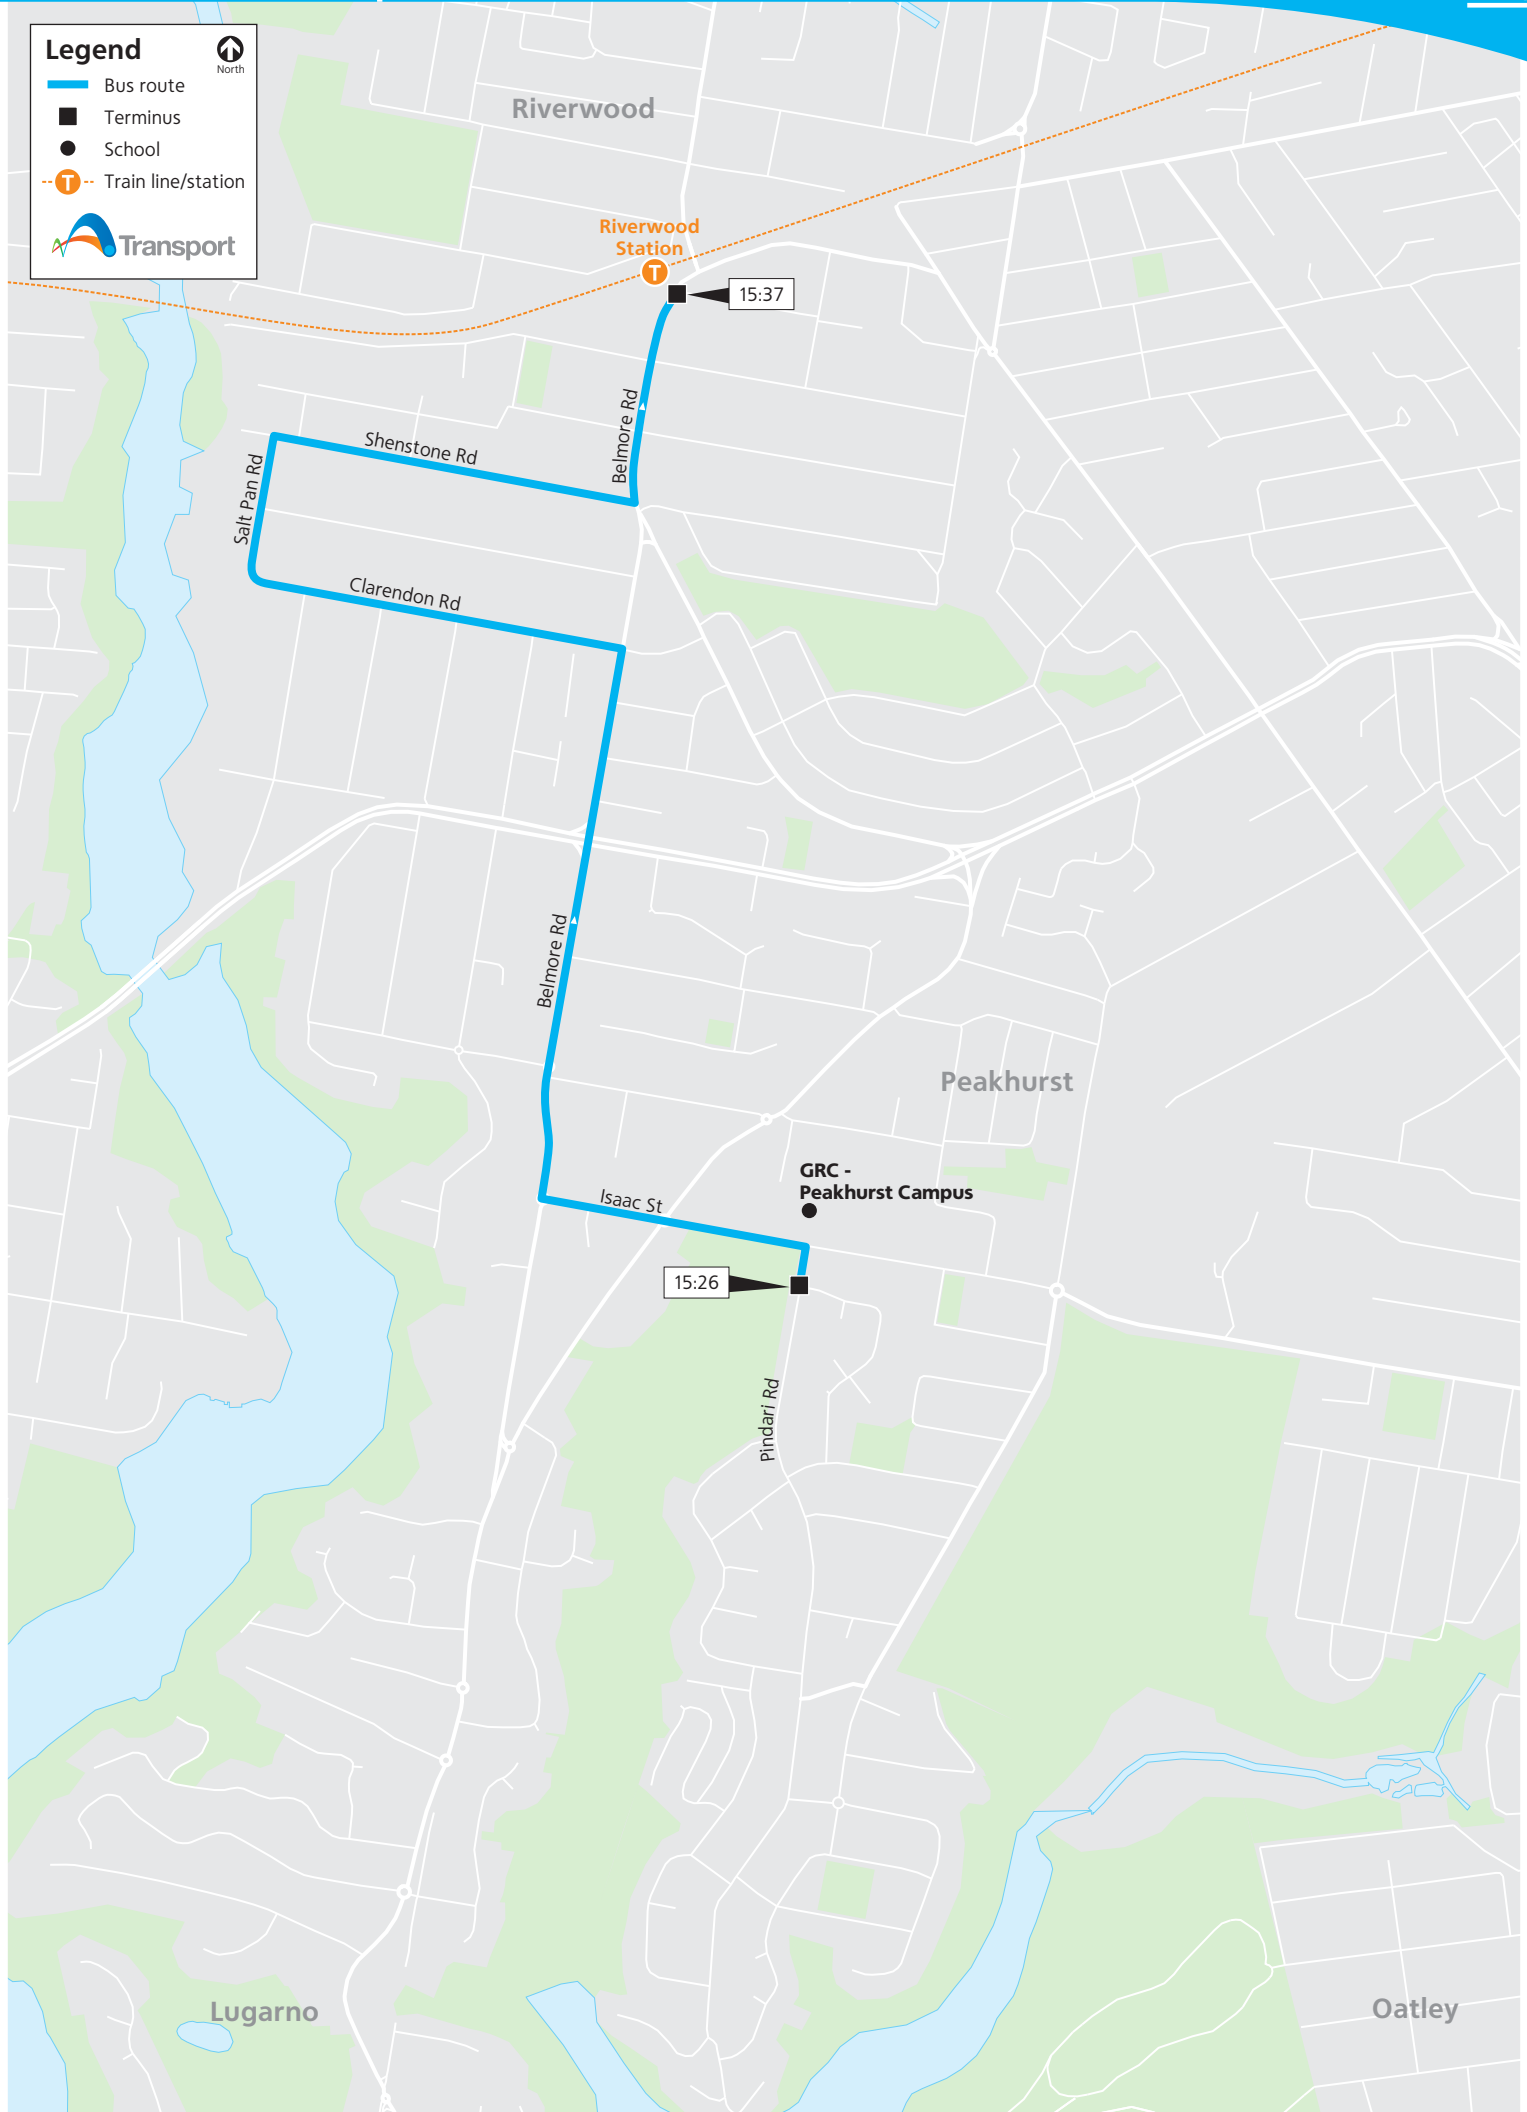 Legend
North
Bus route
Terminus
School
T
Train line/station
Transport
Riverwood
Riverwood
Station
T
15:37
Belmore Rd
Shenstone Rd
Salt Pan Rd
Clarendon Rd
Belmore Rd
Peakhurst
GRC -
Peakhurst Campus
Isaac St
15:26
Pindari Rd
Lugarno
Oatley